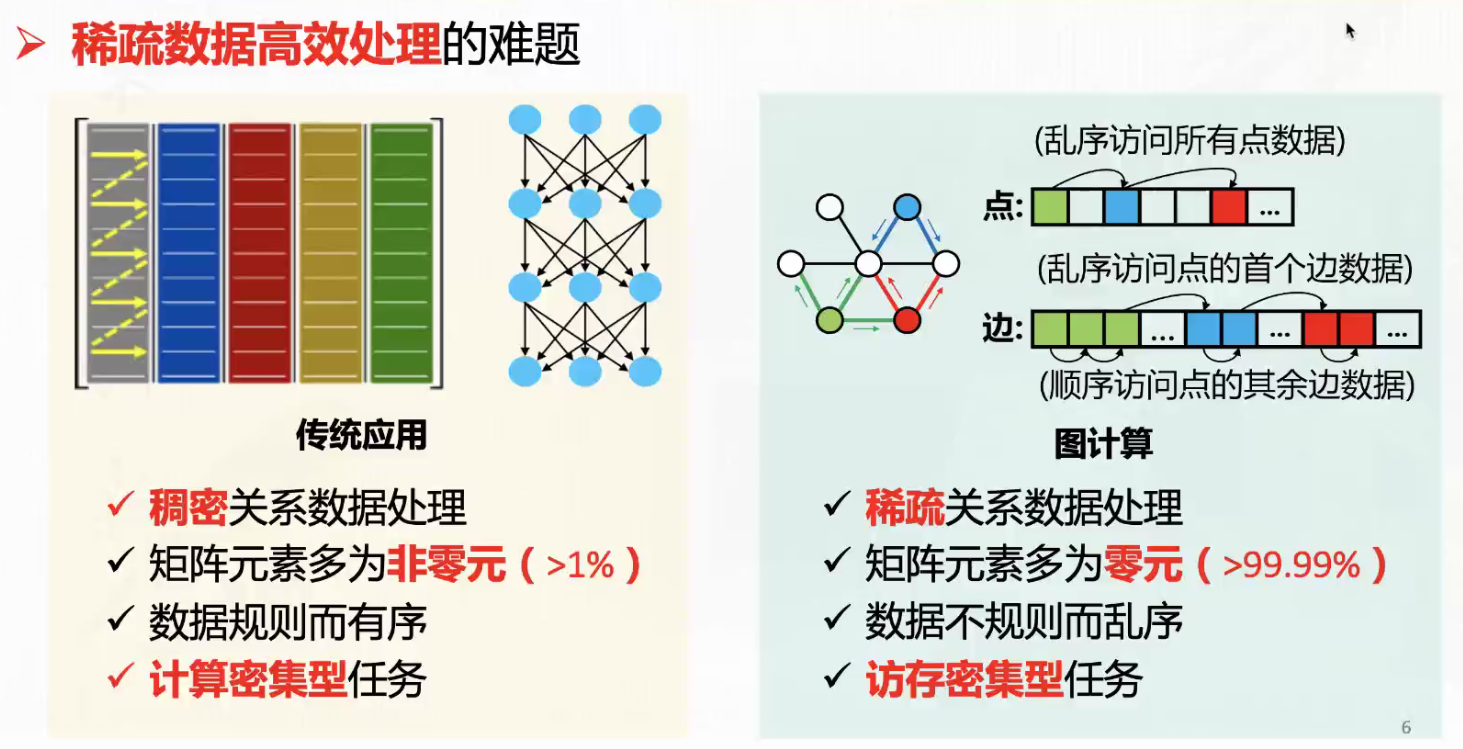 稀疏数据高效处理的难题
传统应用
✓ 稠密关系数据处理
✓ 矩阵元素多为非零元（>1%）
✓ 数据规则而有序
✓ 计算密集型任务
(乱序访问所有点数据)
点:
...
(乱序访问点的首个边数据)
边:
... ... ...
(顺序访问点的其余边数据)
图计算
✓ 稀疏关系数据处理
✓ 矩阵元素多为零元（>99.99%）
✓ 数据不规则而乱序
✓ 访存密集型任务
6